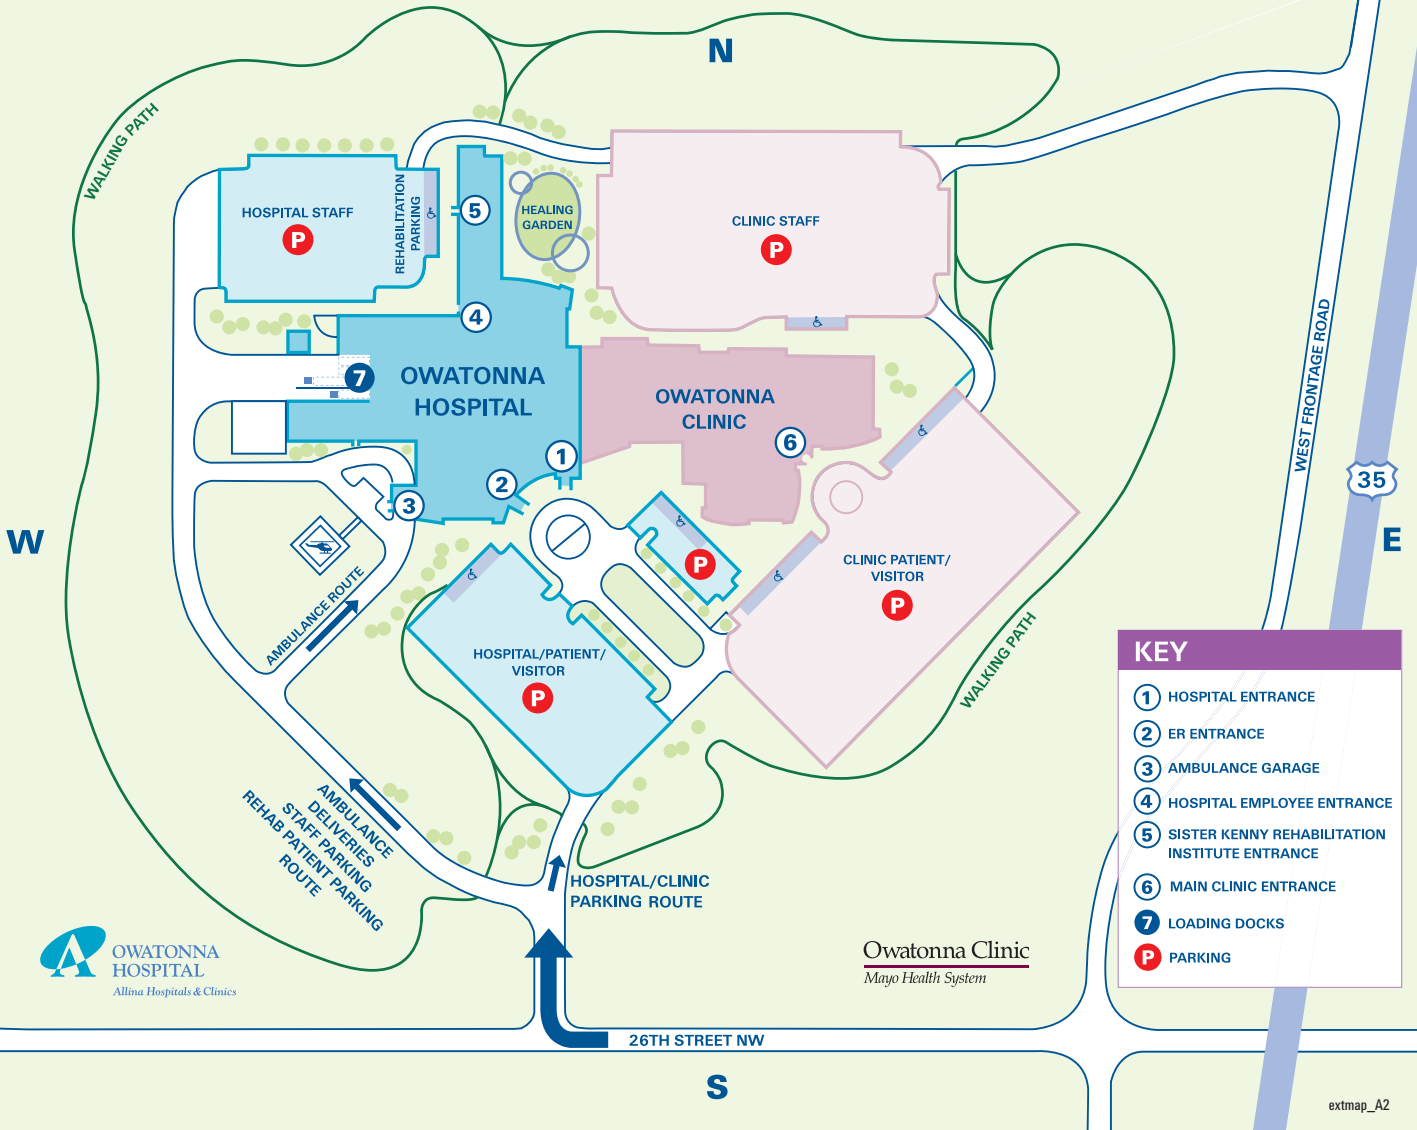 N
WALKING PATH
HOSPITAL STAFF
P
REHABILITATION
PARKING
5
HEALING
GARDEN
CLINIC STAFF
P
4
7
OWATONNA
HOSPITAL
OWATONNA
CLINIC
6
1
2
3
WEST FRONTAGE ROAD
35
W
E
P
CLINIC PATIENT/
VISITOR
P
AMBULANCE ROUTE
HOSPITAL/PATIENT/
VISITOR
P
WALKING PATH
KEY
1 HOSPITAL ENTRANCE
2 ER ENTRANCE
3 AMBULANCE GARAGE
4 HOSPITAL EMPLOYEE ENTRANCE
5 SISTER KENNY REHABILITATION
INSTITUTE ENTRANCE
6 MAIN CLINIC ENTRANCE
7 LOADING DOCKS
P PARKING
AMBULANCE
DELIVERIES
STAFF PARKING
REHAB PATIENT PARKING
ROUTE
HOSPITAL/CLINIC
PARKING ROUTE
OWATONNA
HOSPITAL
Allina Hospitals & Clinics
Owatonna Clinic
Mayo Health System
26TH STREET NW
S
extmap_A2